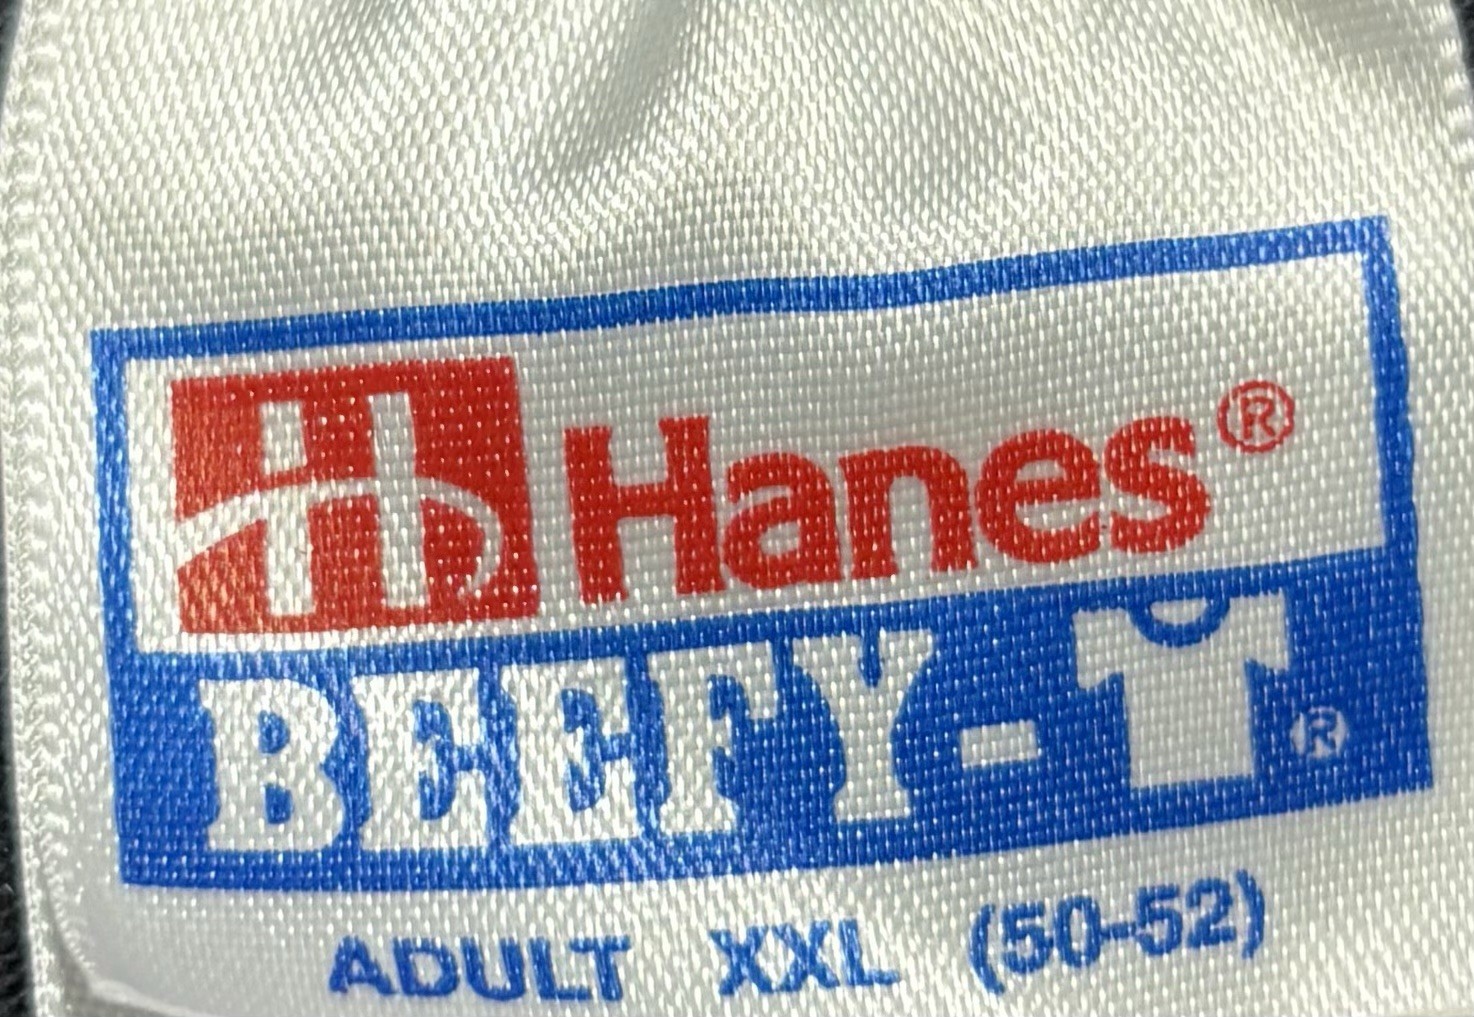 Hanes®
BEEFY-T®
ADULT XXL (50-52)